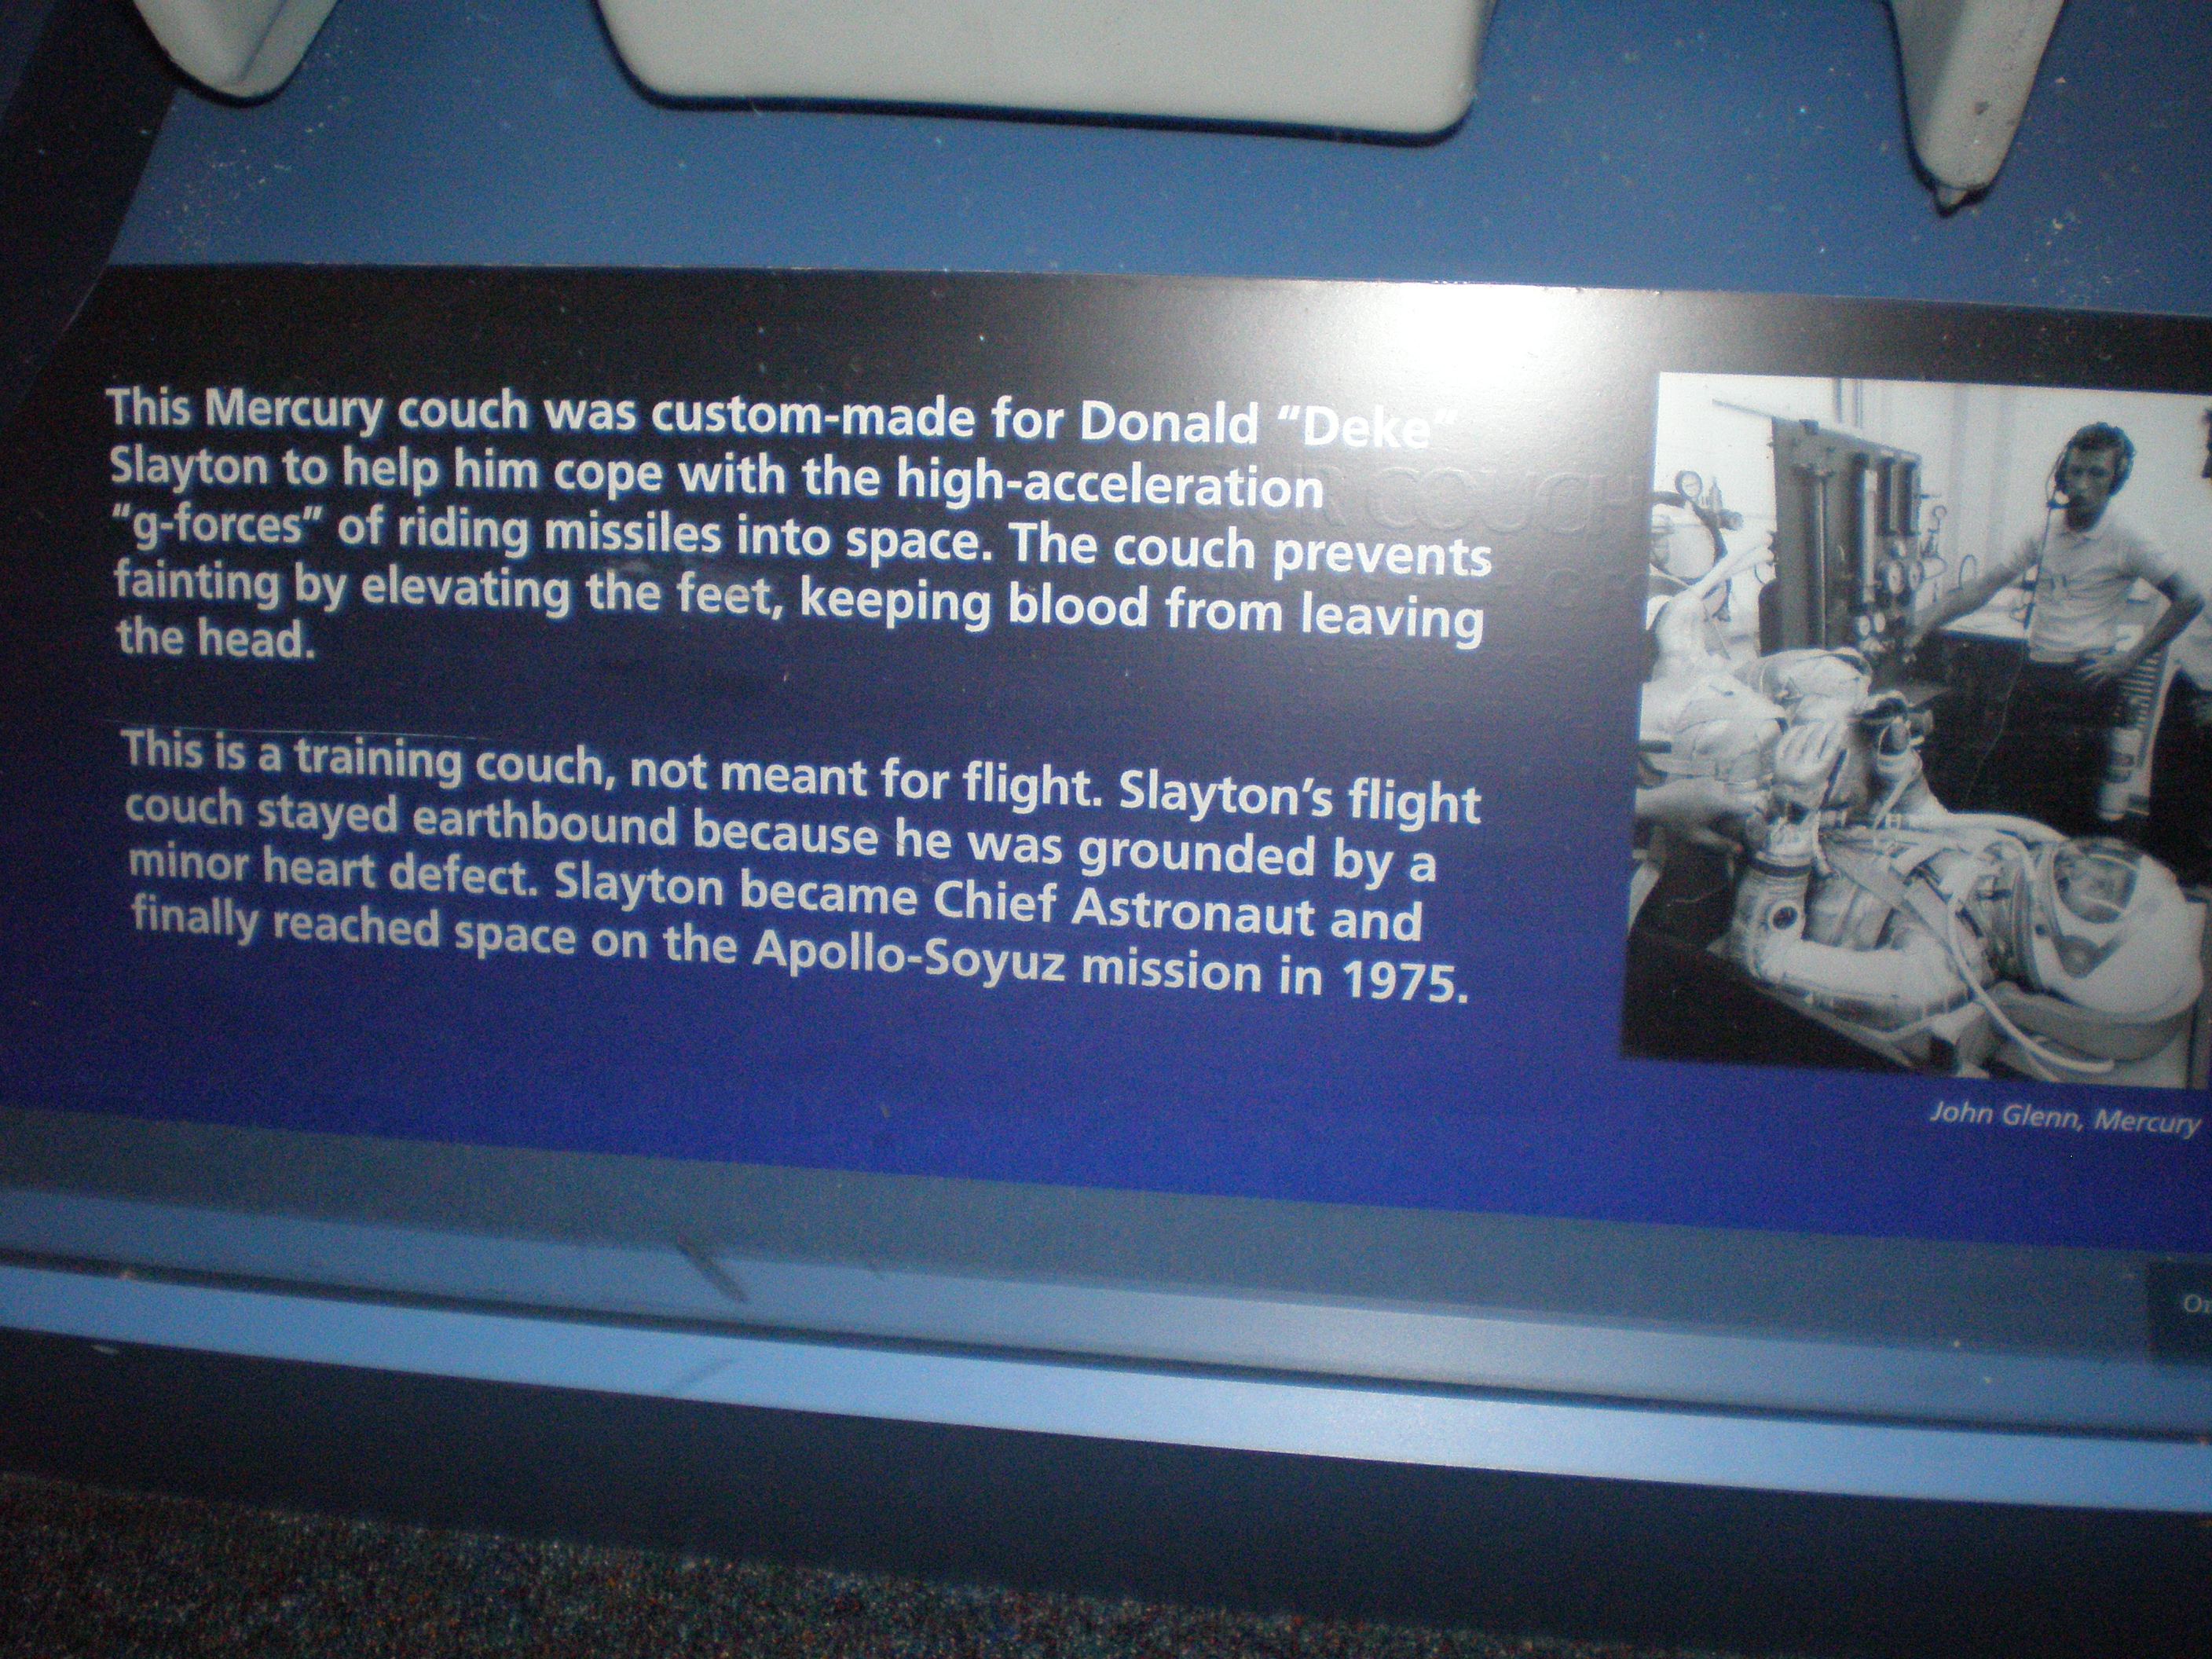 This Mercury couch was custom-made for Donald “Deke”
Slayton to help him cope with the high-acceleration
“g-forces” of riding missiles into space. The couch prevents
fainting by elevating the feet, keeping blood from leaving
the head.
This is a training couch, not meant for flight. Slayton’s flight
couch stayed earthbound because he was grounded by a
minor heart defect. Slayton became Chief Astronaut and
finally reached space on the Apollo-Soyuz mission in 1975.
John Glenn, Mercury